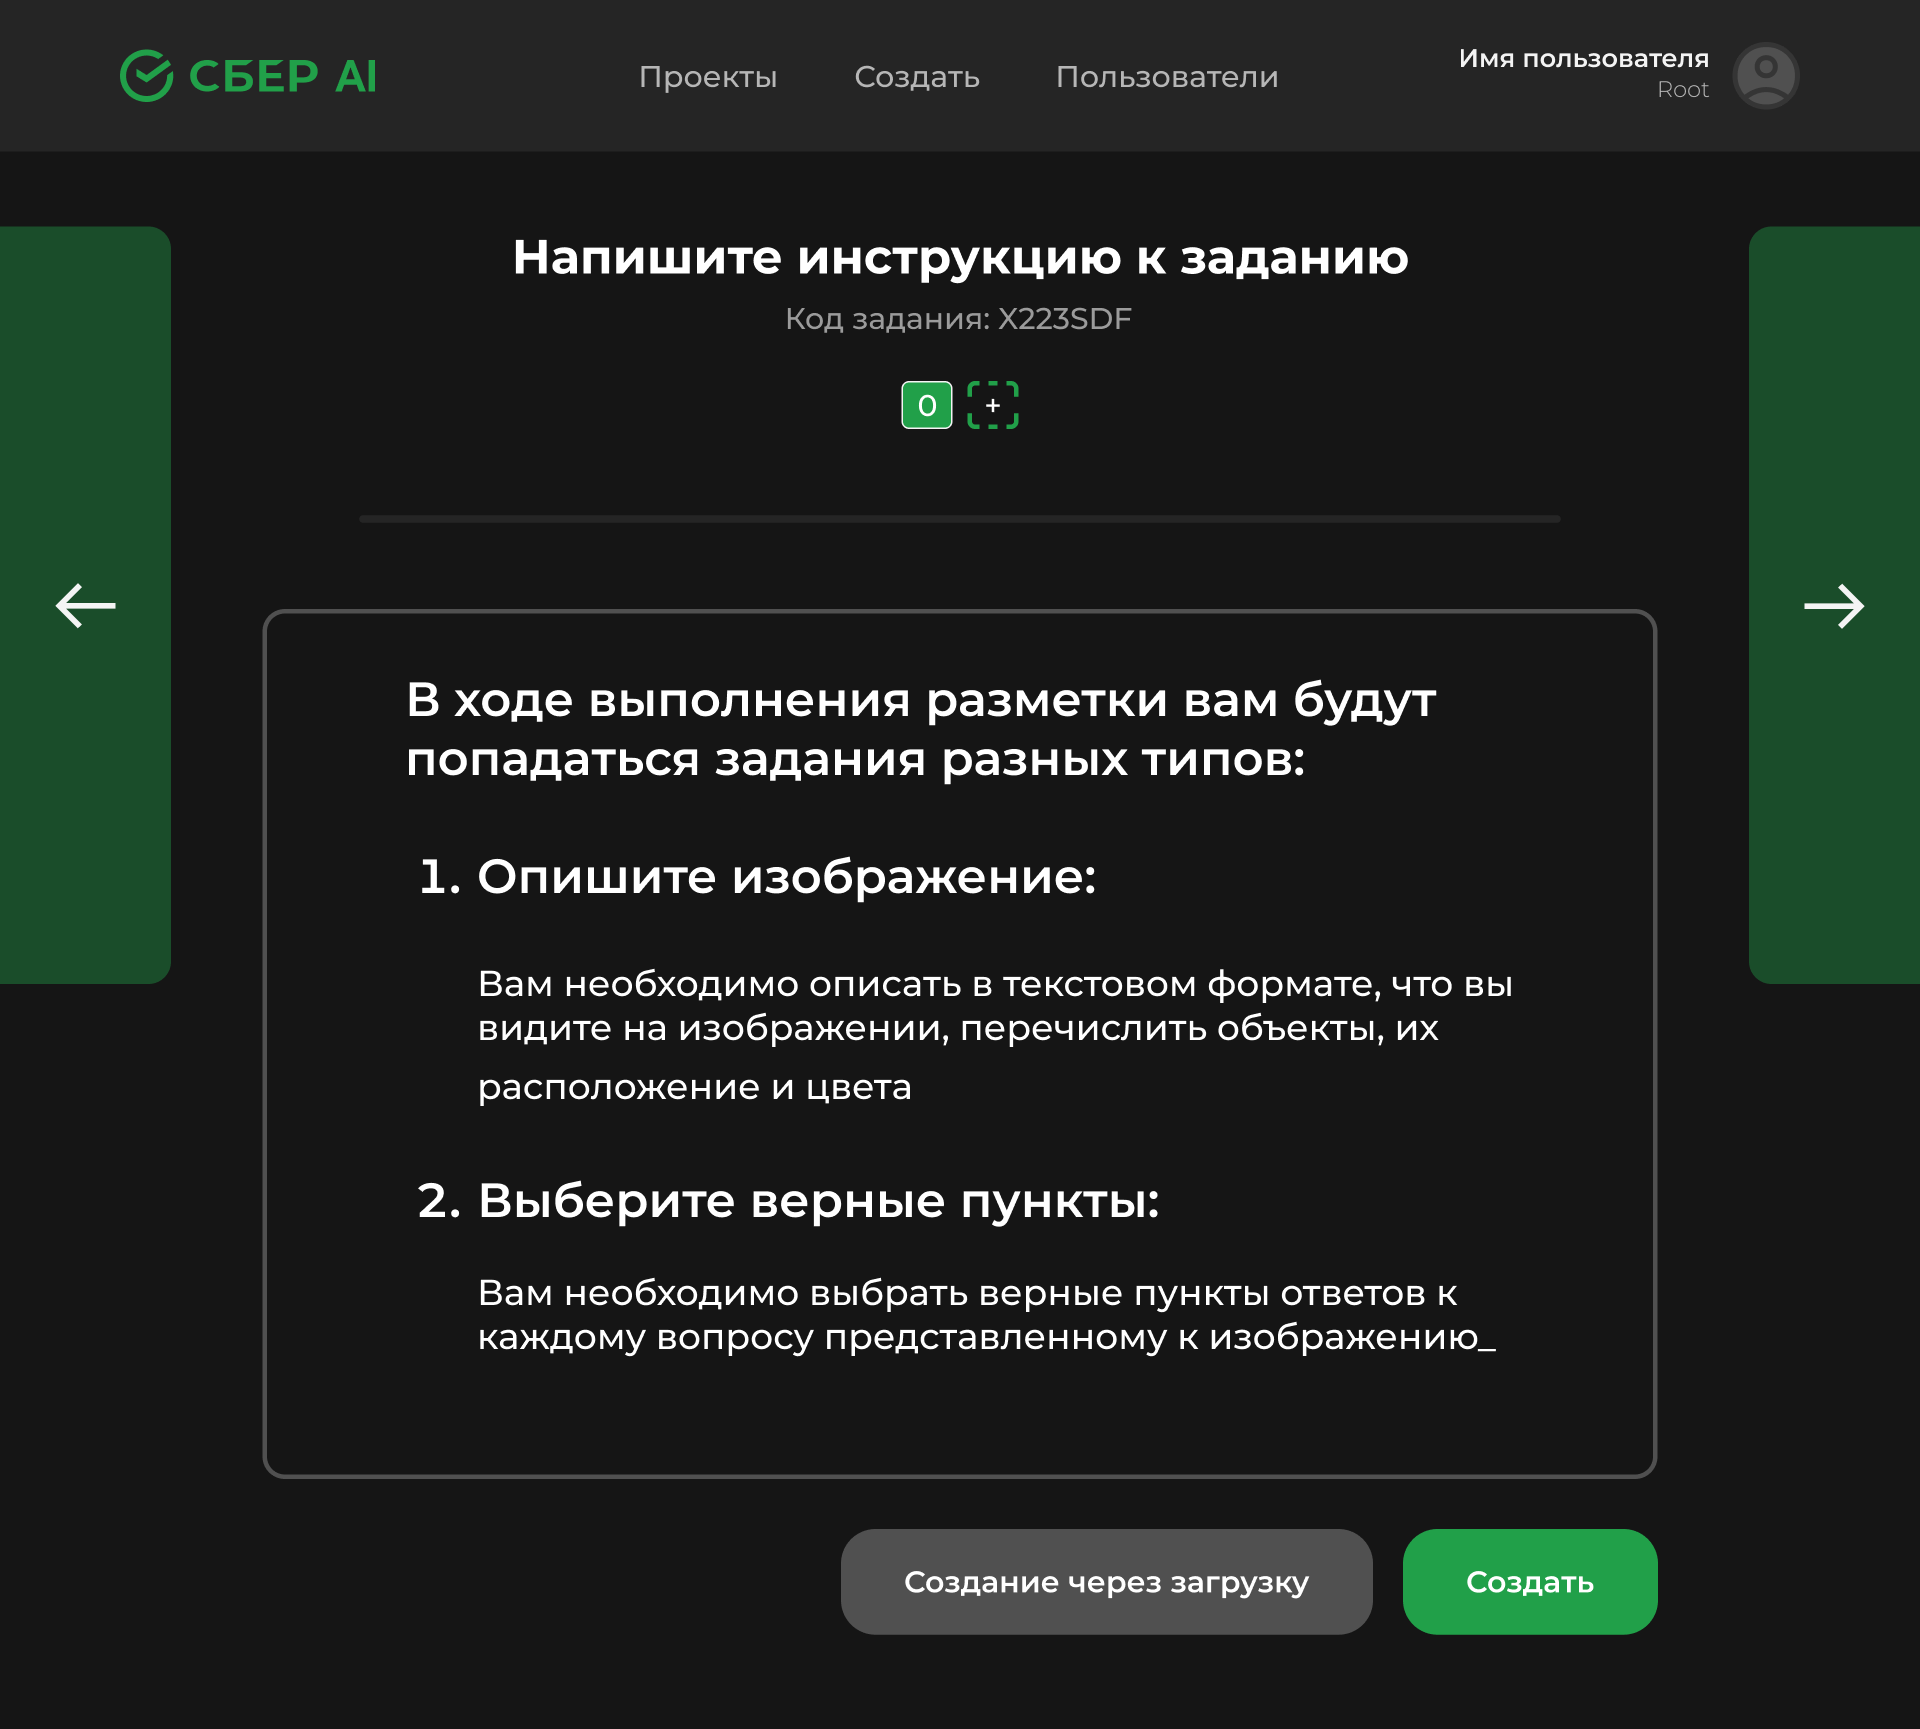 СБЕР AI
Проекты
Создать
Пользователи
Имя пользователя
Root
Напишите инструкцию к заданию
Код задания: X223SDF
0 +
В ходе выполнения разметки вам будут
попадаться задания разных типов:
1. Опишите изображение:
Вам необходимо описать в текстовом формате, что вы
видите на изображении, перечислить объекты, их
расположение и цвета
2. Выберите верные пункты:
Вам необходимо выбрать верные пункты ответов к
каждому вопросу представленному к изображению_
Создание через загрузку
Создать